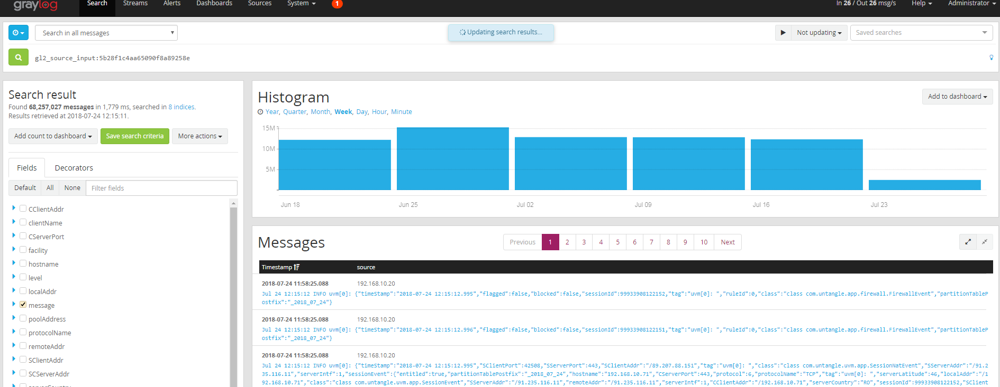 graylog Search Streams Alerts Dashboards Sources System 1 In 26 / Out 26 msg/s Help Administrator
Search in all messages Updating search results... Not updating Saved searches
gl2_source_input:5b28f1c4aa65090f8a89258e
Search result
Found 68,257,027 messages in 1,779 ms, searched in 8 indices.
Results retrieved at 2018-07-24 12:15:11.
Add count to dashboard Save search criteria More actions
Fields Decorators
Default All None Filter fields
CClientAddr
clientName
CServerPort
facility
hostname
level
localAddr
message
poolAddress
protocolName
remoteAddr
SClientAddr
SCServerAddr
serverCountry
Histogram Add to dashboard
Year, Quarter, Month, Week, Day, Hour, Minute
15M
10M
5M
Jun 18 Jun 25 Jul 02 Jul 09 Jul 16 Jul 23
Messages Previous 1 2 3 4 5 6 7 8 9 10 Next
Timestamp source
2018-07-24 11:58:25.088 192.168.10.20
Jul 24 12:15:12 INFO uvm[0]: {"timeStamp":"2018-07-24 12:15:12.995","flagged":false,"blocked":false,"sessionId":99933908122152,"tag":"uvm[0]: ","ruleId":0,"class":"class com.untangle.app.firewall.FirewallEvent","partitionTableP
ostfix":"_2018_07_24"}
2018-07-24 11:58:25.088 192.168.10.20
Jul 24 12:15:12 INFO uvm[0]: {"timeStamp":"2018-07-24 12:15:12.996","flagged":false,"blocked":false,"sessionId":99933908122151,"tag":"uvm[0]: ","ruleId":0,"class":"class com.untangle.app.firewall.FirewallEvent","partitionTableP
ostfix":"_2018_07_24"}
2018-07-24 11:58:25.088 192.168.10.20
Jul 24 12:15:12 INFO uvm[0]: {"timeStamp":"2018-07-24 12:15:12.995","SClientPort":42508,"SServerPort":443,"SClientAddr":"/89.207.88.151","tag":"uvm[0]: ","class":"class com.untangle.uvm.app.SessionNatEvent","SServerAddr":"/91.2
35.116.11","serverIntf":1,"sessionEvent":{"entitled":true,"partitionTablePostfix":"_2018_07_24","hostname":"192.168.10.71","CServerPort":443,"protocol":6,"protocolName":"TCP","tag":"uvm[0]: ","serverLatitude":46,"localAddr":"/1
92.168.10.71","class":"class com.untangle.uvm.app.SessionEvent","SServerAddr":"/91.235.116.11","remoteAddr":"/91.235.116.11","serverIntf":1,"CClientAddr":"/192.168.10.71","serverCountry":"RO","sessionId":99933908122152,"SClient